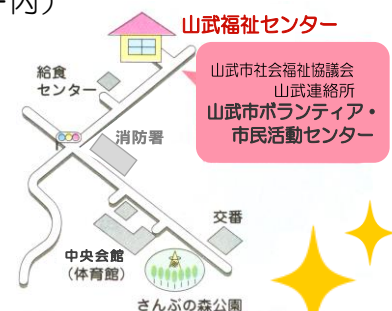 内）
山武福祉センター
山武市社会福祉協議会
山武連絡所
山武市ボランティア・
市民活動センター
給食
センター
消防署
交番
中央会館
（体育館）
さんぶの森公園